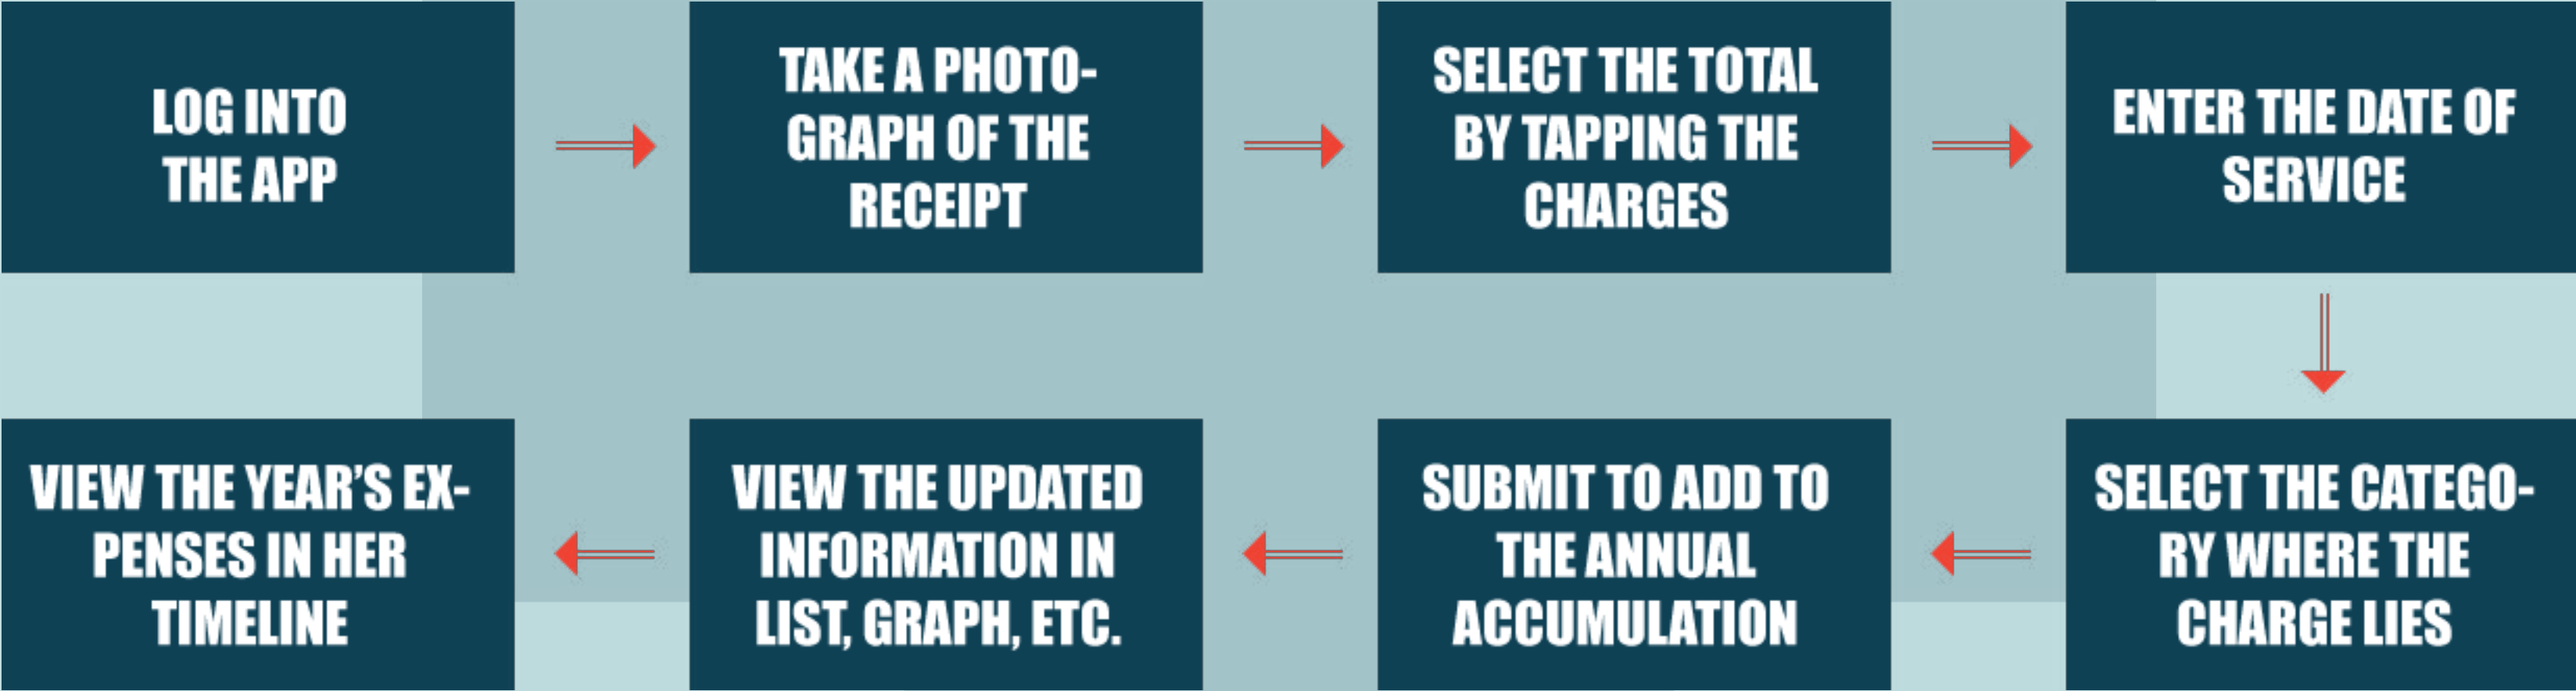 LOG INTO
THE APP
TAKE A PHOTO-
GRAPH OF THE
RECEIPT
SELECT THE TOTAL
BY TAPPING THE
CHARGES
ENTER THE DATE OF
SERVICE
SELECT THE CATEGO-
RY WHERE THE
CHARGE LIES
SUBMIT TO ADD TO
THE ANNUAL
ACCUMULATION
VIEW THE UPDATED
INFORMATION IN
LIST, GRAPH, ETC.
VIEW THE YEAR’S EX-
PENSES IN HER
TIMELINE